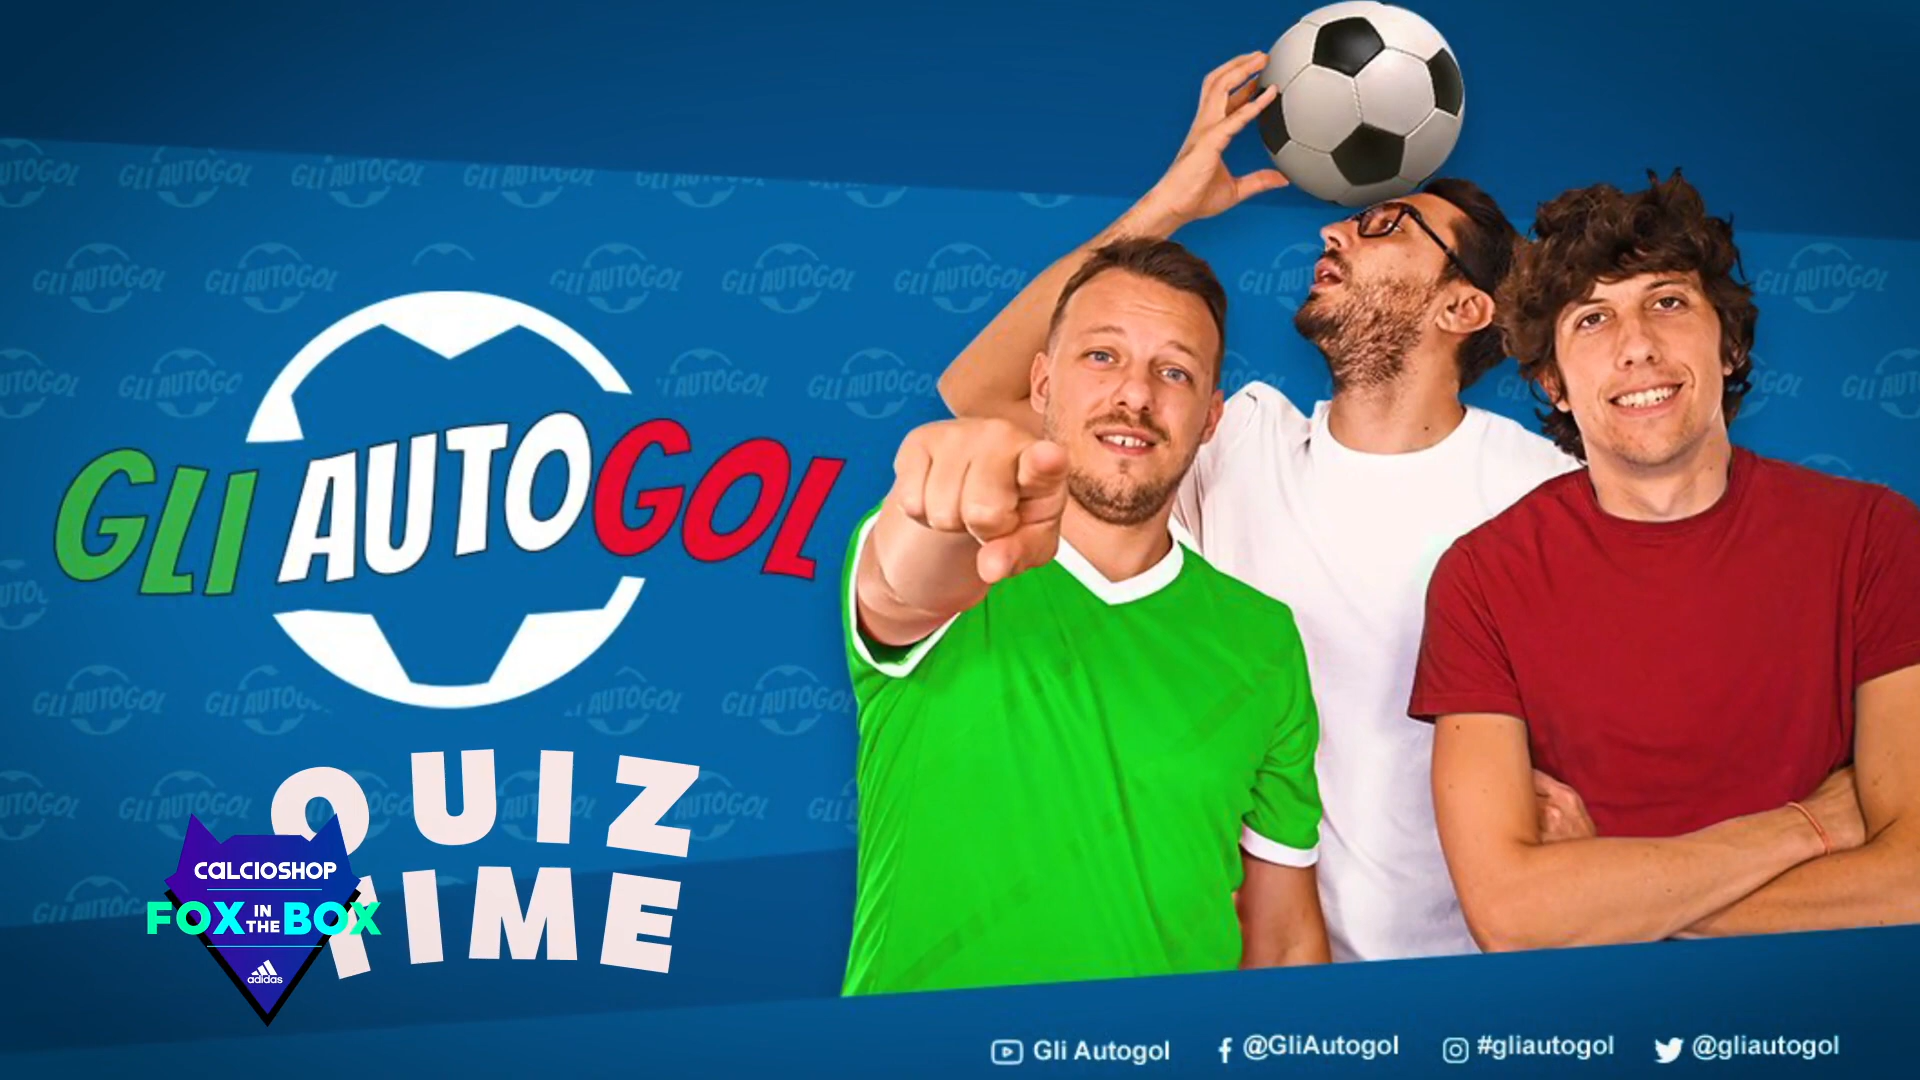 GLI AUTOGOL
QUIZ
TIME
CALCIOSHOP
FOX IN THE BOX
adidas
Gli Autogol
@GliAutogol
#gliautogol
@gliautogol